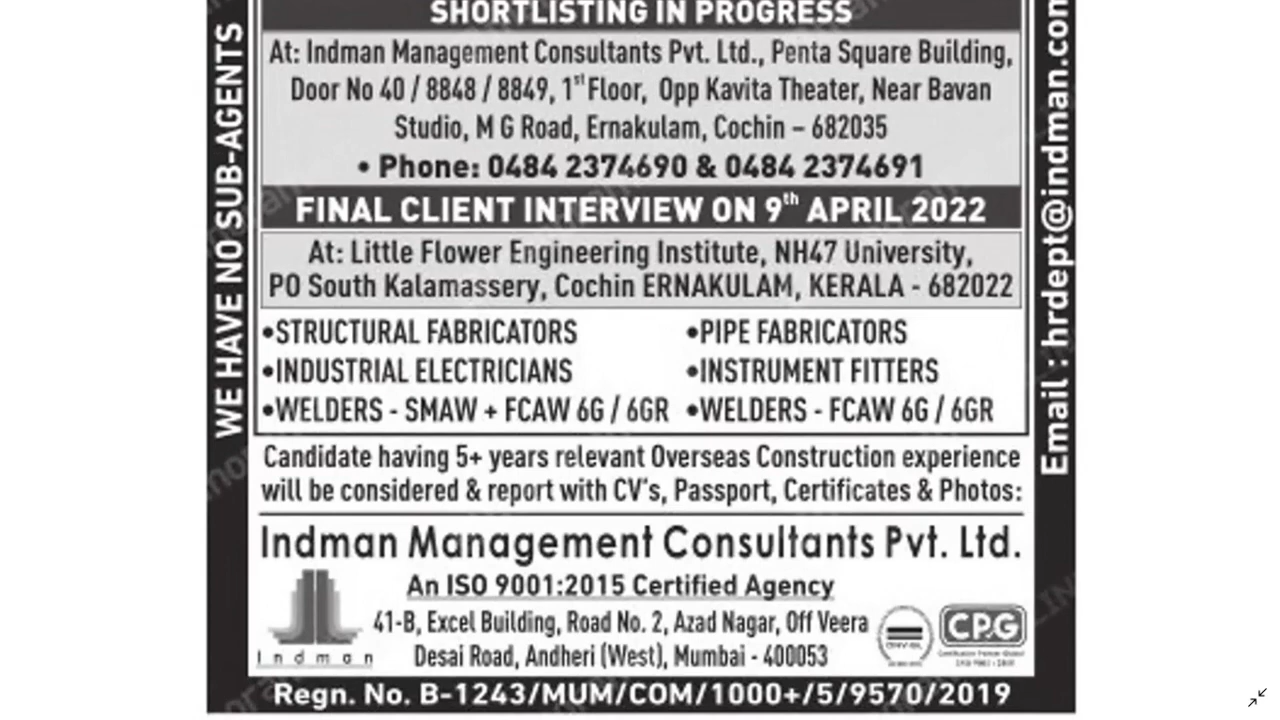 SHORTLISTING IN PROGRESS
At: Indman Management Consultants Pvt. Ltd., Penta Square Building,
Door No 40 / 8848 / 8849, 1st Floor, Opp Kavita Theater, Near Bavan
Studio, M G Road, Ernakulam, Cochin – 682035
• Phone: 0484 2374690 & 0484 2374691
FINAL CLIENT INTERVIEW ON 9th APRIL 2022
At: Little Flower Engineering Institute, NH47 University,
PO South Kalamassery, Cochin ERNAKULAM, KERALA - 682022
•STRUCTURAL FABRICATORS •PIPE FABRICATORS
•INDUSTRIAL ELECTRICIANS •INSTRUMENT FITTERS
•WELDERS - SMAW + FCAW 6G / 6GR •WELDERS - FCAW 6G / 6GR
Candidate having 5+ years relevant Overseas Construction experience
will be considered & report with CV's, Passport, Certificates & Photos:
Indman Management Consultants Pvt. Ltd.
An ISO 9001:2015 Certified Agency
41-B, Excel Building, Road No. 2, Azad Nagar, Off Veera
Desai Road, Andheri (West), Mumbai - 400053
Indman
CPG
Regn. No. B-1243/MUM/COM/1000+/5/9570/2019
WE HAVE NO SUB-AGENTS
Email : hrdept@indman.com